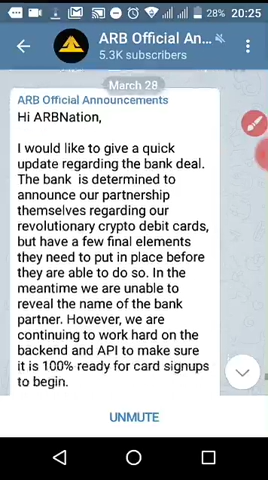 28% 20:25
ARB Official An...
5.3K subscribers
March 28
ARB Official Announcements
Hi ARBNation,
I would like to give a quick
update regarding the bank deal.
The bank is determined to
announce our partnership
themselves regarding our
revolutionary crypto debit cards,
but have a few final elements
they need to put in place before
they are able to do so. In the
meantime we are unable to
reveal the name of the bank
partner. However, we are
continuing to work hard on the
backend and API to make sure
it is 100% ready for card signups
to begin.
UNMUTE